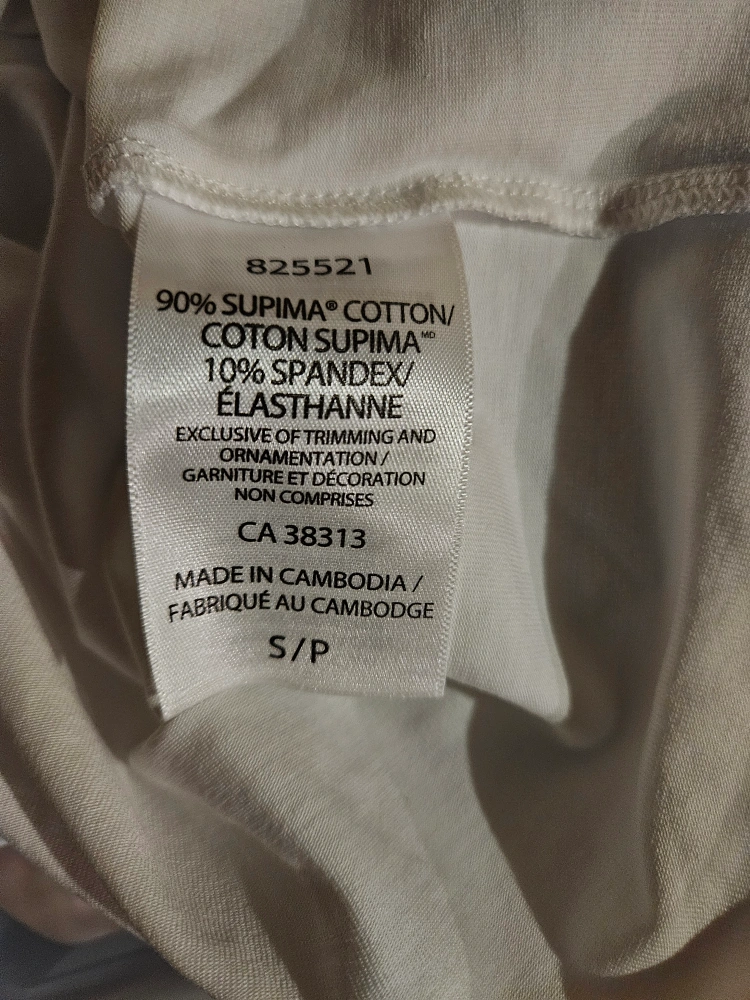 825521
90% SUPIMA® COTTON/
COTON SUPIMA MD
10% SPANDEX/
ÉLASTHANNE
EXCLUSIVE OF TRIMMING AND
ORNAMENTATION /
GARNITURE ET DÉCORATION
NON COMPRISES
CA 38313
MADE IN CAMBODIA /
FABRIQUÉ AU CAMBODGE
S/P